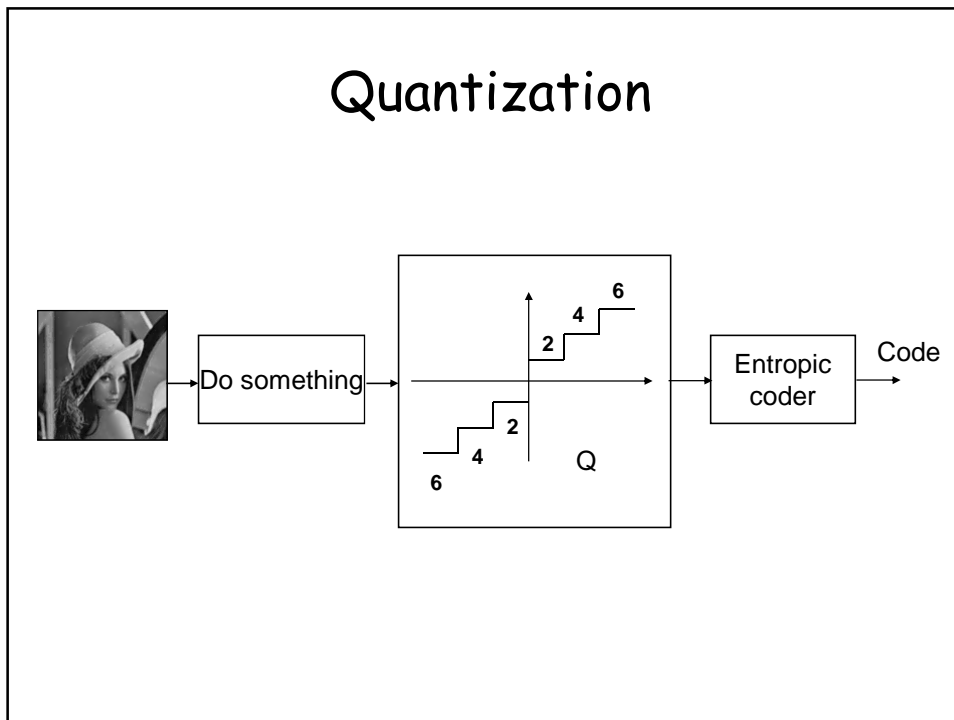 Quantization
Do something
6
4
2
2
4
6
Q
Entropic
coder
Code